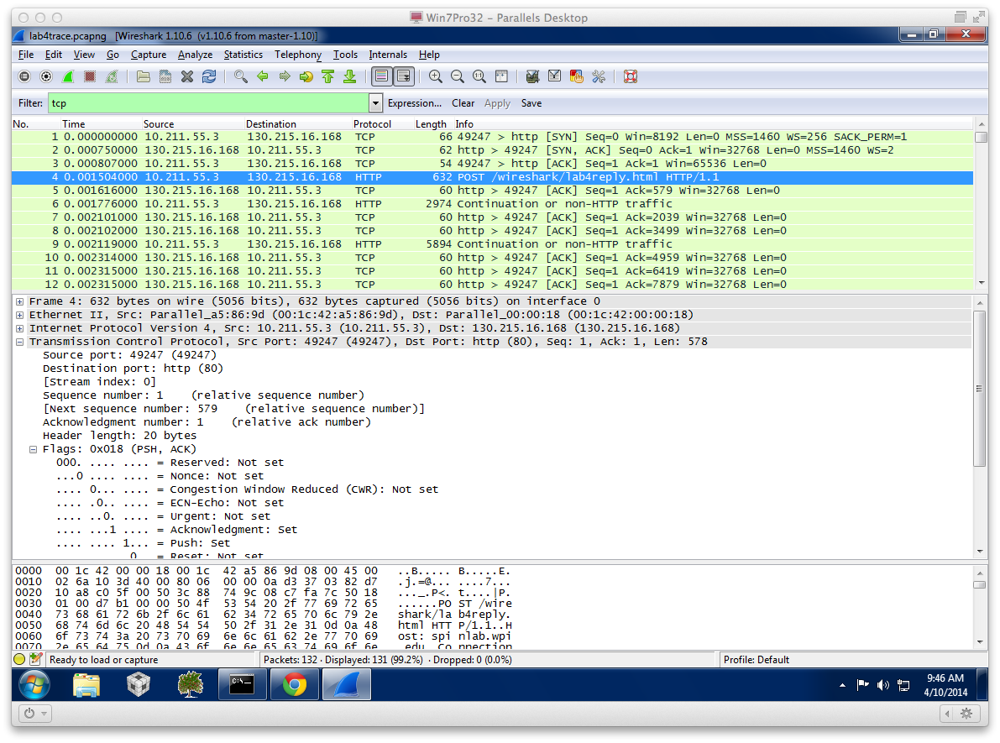 Win7Pro32 - Parallels Desktop
lab4trace.pcapng [Wireshark 1.10.6 (v1.10.6 from master-1.10)]
File Edit View Go Capture Analyze Statistics Telephony Tools Internals Help
Filter: tcp Expression... Clear Apply Save
No. Time Source Destination Protocol Length Info
1 0.000000000 10.211.55.3 130.215.16.168 TCP 66 49247 > http [SYN] Seq=0 Win=8192 Len=0 MSS=1460 WS=256 SACK_PERM=1
2 0.000750000 130.215.16.168 10.211.55.3 TCP 62 http > 49247 [SYN, ACK] Seq=0 Ack=1 Win=32768 Len=0 MSS=1460 WS=2
3 0.000807000 10.211.55.3 130.215.16.168 TCP 54 49247 > http [ACK] Seq=1 Ack=1 Win=65536 Len=0
4 0.001504000 10.211.55.3 130.215.16.168 HTTP 632 POST /wireshark/lab4reply.html HTTP/1.1
5 0.001616000 130.215.16.168 10.211.55.3 TCP 60 http > 49247 [ACK] Seq=1 Ack=579 Win=32768 Len=0
6 0.001776000 10.211.55.3 130.215.16.168 HTTP 2974 Continuation or non-HTTP traffic
7 0.002101000 130.215.16.168 10.211.55.3 TCP 60 http > 49247 [ACK] Seq=1 Ack=2039 Win=32768 Len=0
8 0.002102000 130.215.16.168 10.211.55.3 TCP 60 http > 49247 [ACK] Seq=1 Ack=3499 Win=32768 Len=0
9 0.002119000 10.211.55.3 130.215.16.168 HTTP 5894 Continuation or non-HTTP traffic
10 0.002314000 130.215.16.168 10.211.55.3 TCP 60 http > 49247 [ACK] Seq=1 Ack=4959 Win=32768 Len=0
11 0.002315000 130.215.16.168 10.211.55.3 TCP 60 http > 49247 [ACK] Seq=1 Ack=6419 Win=32768 Len=0
12 0.002315000 130.215.16.168 10.211.55.3 TCP 60 http > 49247 [ACK] Seq=1 Ack=7879 Win=32768 Len=0
Frame 4: 632 bytes on wire (5056 bits), 632 bytes captured (5056 bits) on interface 0
Ethernet II, Src: Parallel_a5:86:9d (00:1c:42:a5:86:9d), Dst: Parallel_00:00:18 (00:1c:42:00:00:18)
Internet Protocol Version 4, Src: 10.211.55.3 (10.211.55.3), Dst: 130.215.16.168 (130.215.16.168)
Transmission Control Protocol, Src Port: 49247 (49247), Dst Port: http (80), Seq: 1, Ack: 1, Len: 578
Source port: 49247 (49247)
Destination port: http (80)
[Stream index: 0]
Sequence number: 1 (relative sequence number)
[Next sequence number: 579 (relative sequence number)]
Acknowledgment number: 1 (relative ack number)
Header length: 20 bytes
Flags: 0x018 (PSH, ACK)
000. .... .... = Reserved: Not set
...0 .... .... = Nonce: Not set
.... 0... .... = Congestion Window Reduced (CWR): Not set
.... .0.. .... = ECN-Echo: Not set
.... ..0. .... = Urgent: Not set
.... ...1 .... = Acknowledgment: Set
.... .... 1... = Push: Set
.... .... .0.. = Reset: Not set
0000 00 1c 42 00 00 18 00 1c 42 a5 86 9d 08 00 45 00 ..B..... B.....E.
0010 02 6a 10 3d 40 00 80 06 00 00 0a d3 37 03 82 d7 .j.=@... ....7...
0020 10 a8 c0 5f 00 50 3c 88 74 9c 08 c7 fa 7c 50 18 ..._.P<. t....|P.
0030 01 00 d7 b1 00 00 50 4f 53 54 20 2f 77 69 72 65 ......PO ST /wire
0040 73 68 61 72 6b 2f 6c 61 62 34 72 65 70 6c 79 2e shark/la b4reply.
0050 68 74 6d 6c 20 48 54 54 50 2f 31 2e 31 0d 0a 48 html HTT P/1.1..H
0060 6f 73 74 3a 20 73 70 69 6e 6c 61 62 2e 77 70 69 ost: spi nlab.wpi
0070 2e 65 64 75 0d 0a 43 6f 6e 6e 65 63 74 69 6f 6e .edu..Co nnection
Ready to load or capture Packets: 132 · Displayed: 131 (99.2%) · Dropped: 0 (0.0%) Profile: Default
C:\_
9:46 AM
4/10/2014